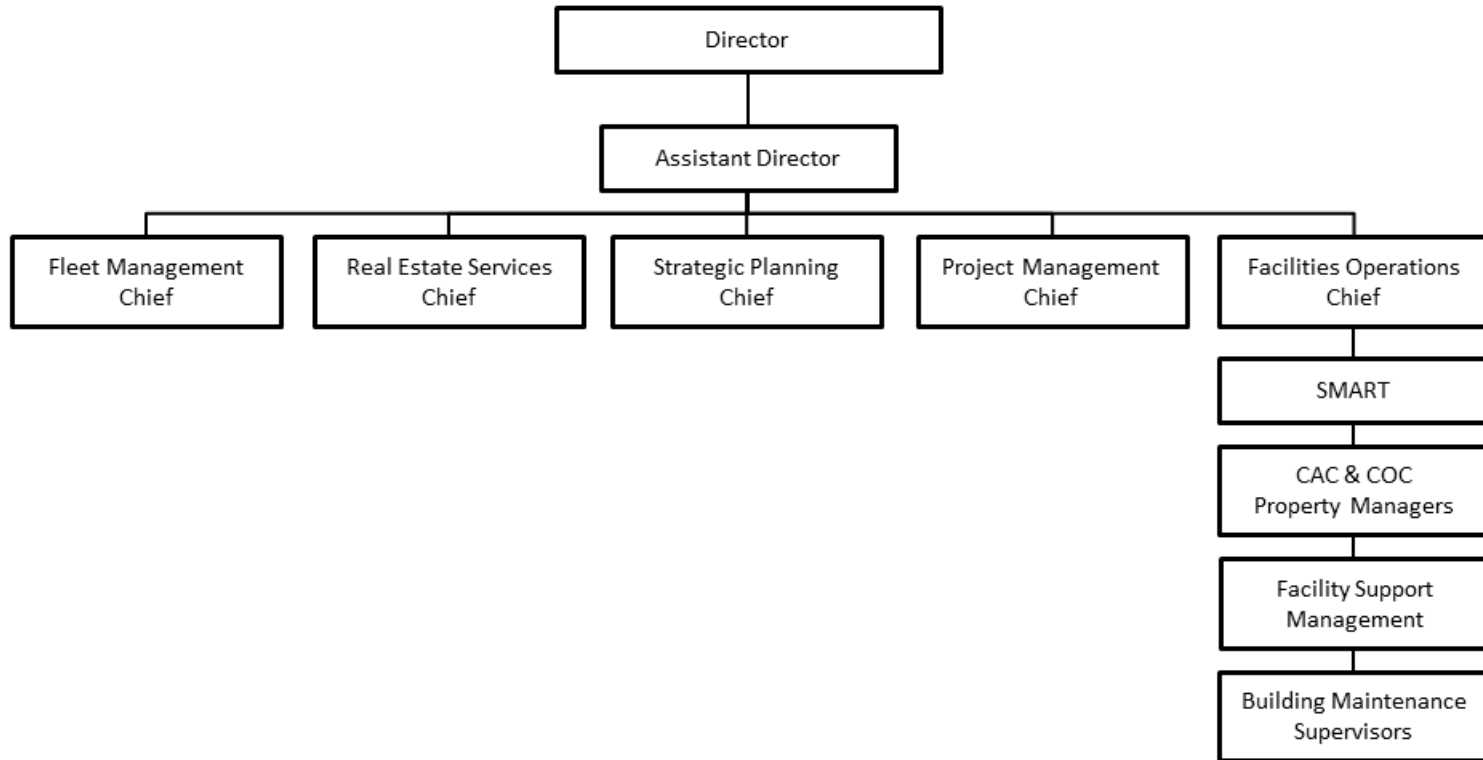 Director
Assistant Director
Fleet Management
Chief
Real Estate Services
Chief
Strategic Planning
Chief
Project Management
Chief
Facilities Operations
Chief
SMART
CAC & COC
Property Managers
Facility Support
Management
Building Maintenance
Supervisors